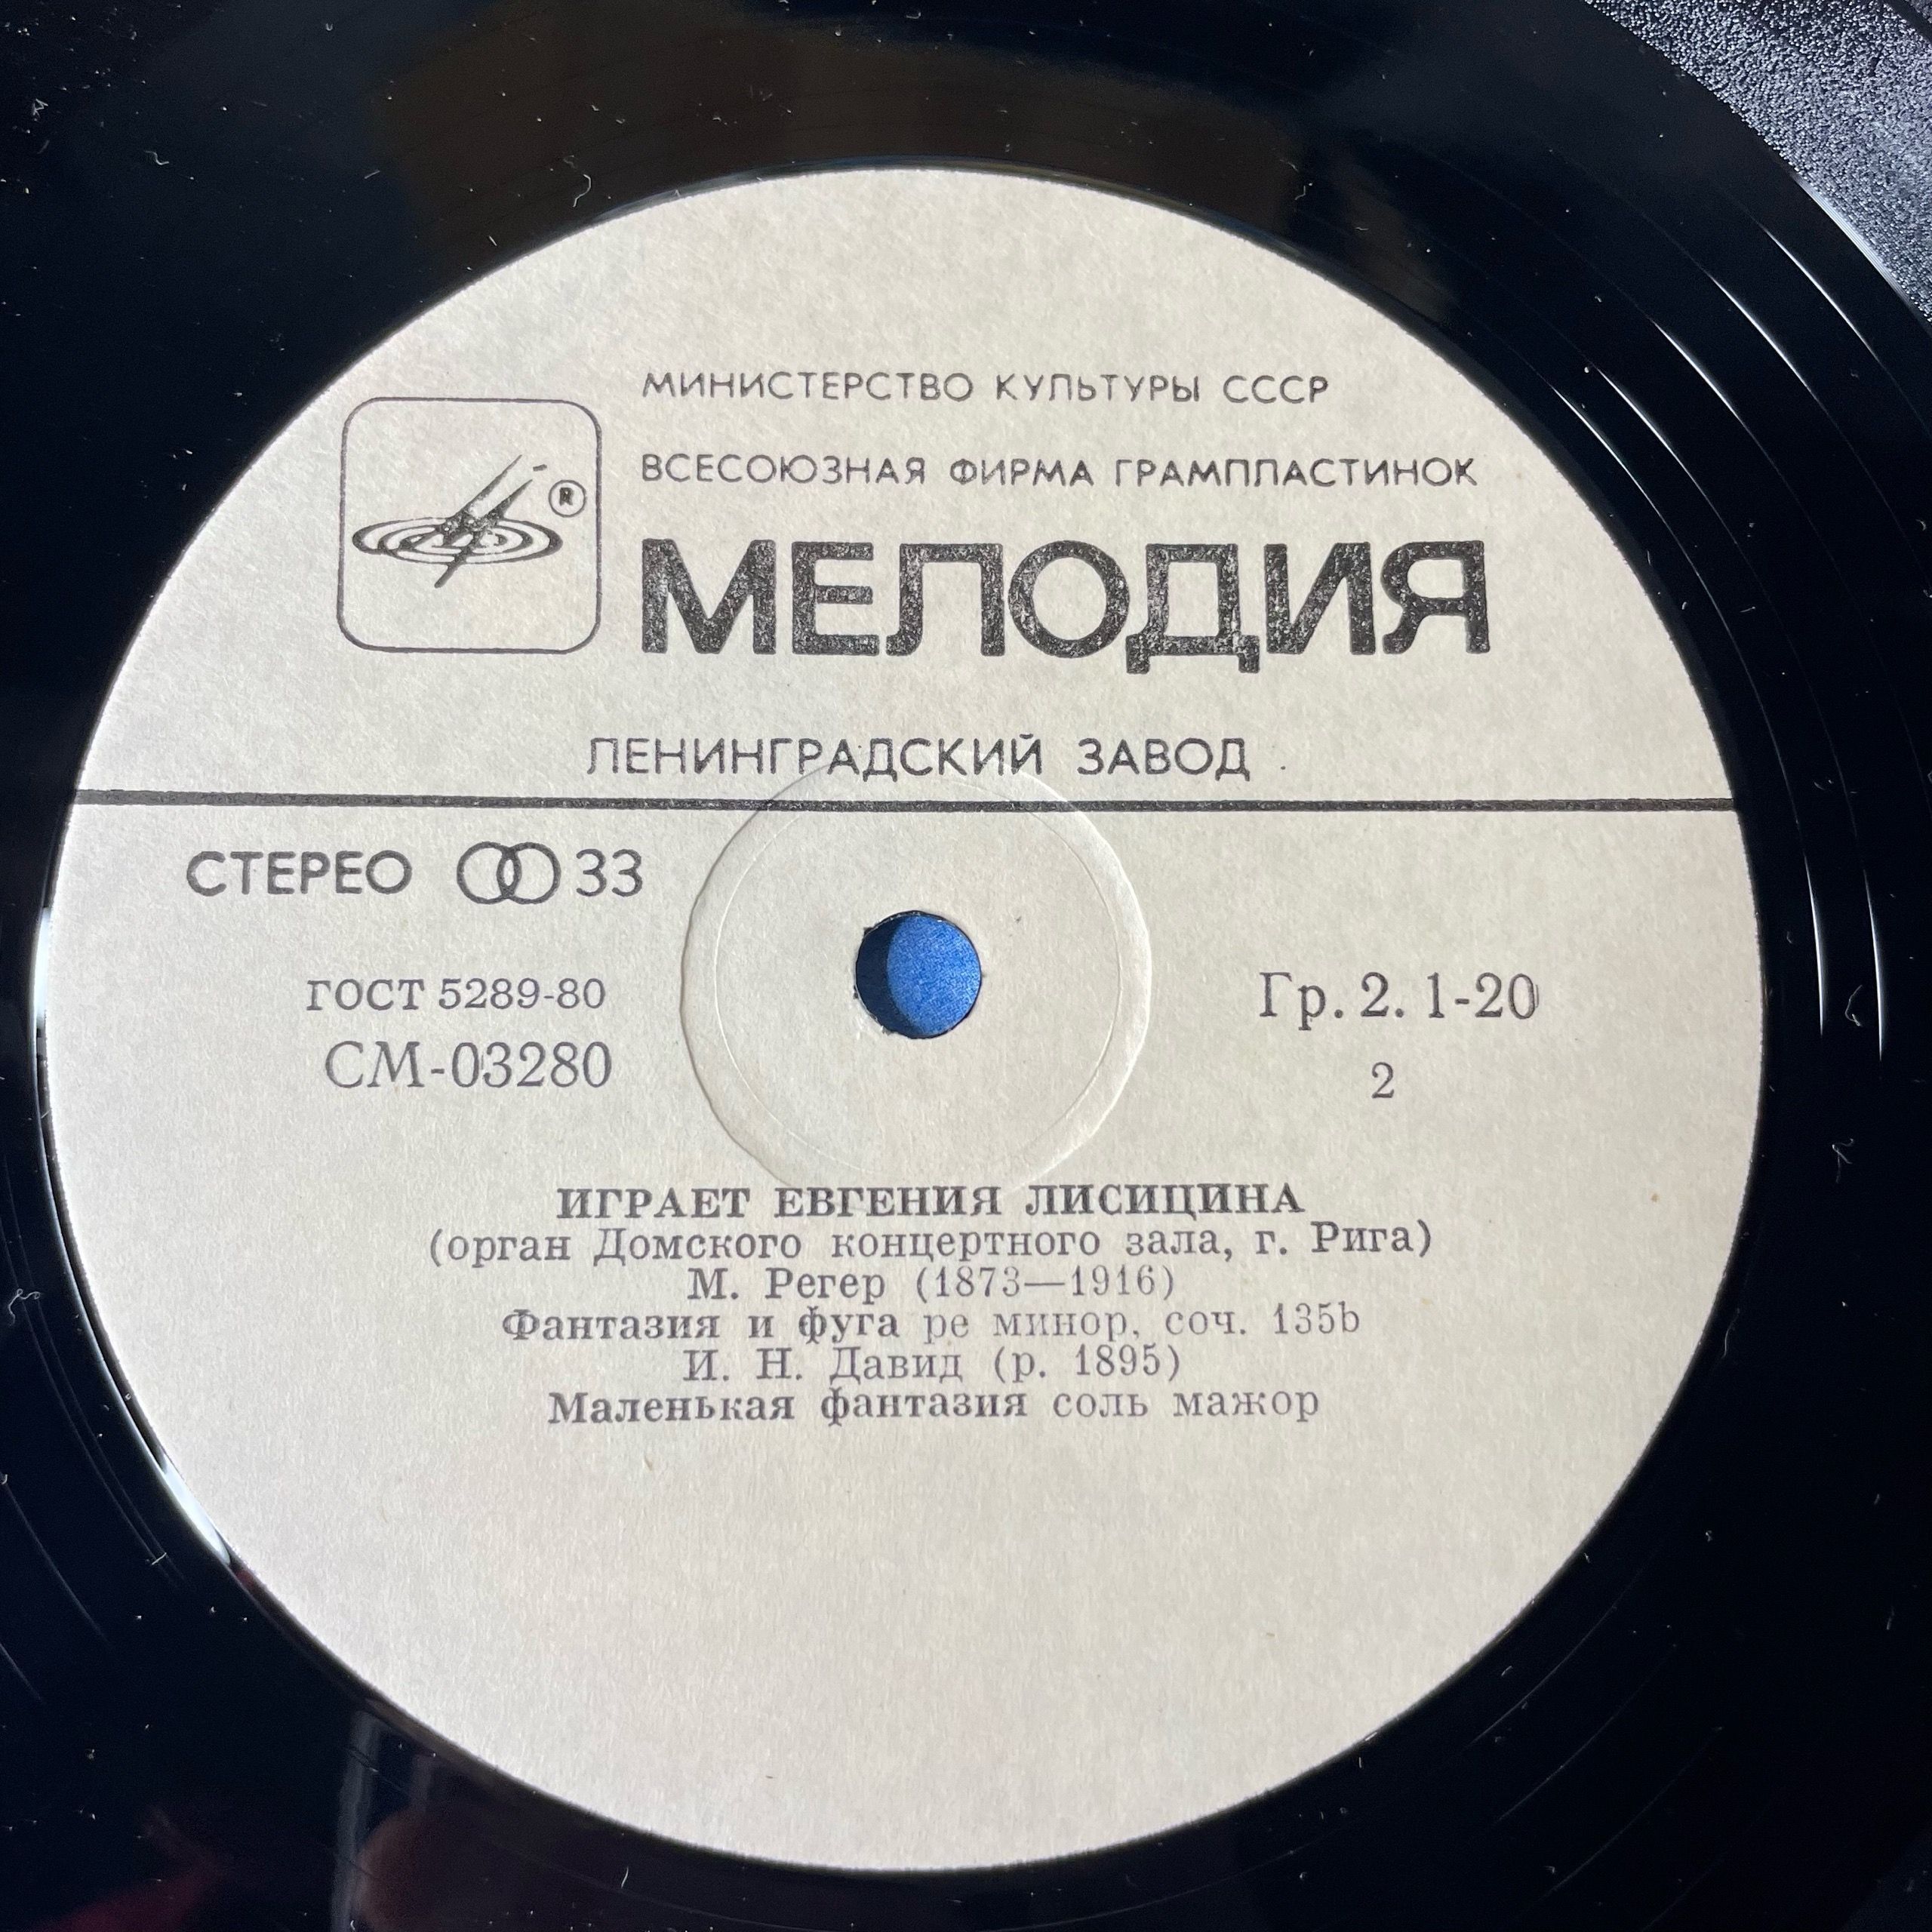 МИНИСТЕРСТВО КУЛЬТУРЫ СССР
ВСЕСОЮЗНАЯ ФИРМА ГРАМПЛАСТИНОК
®
МЕЛОДИЯ
ЛЕНИНГРАДСКИЙ ЗАВОД
СТЕРЕО 33
ГОСТ 5289-80
Гр. 2. 1-20
СМ-03280
2
ИГРАЕТ ЕВГЕНИЯ ЛИСИЦИНА
(орган Домского концертного зала, г. Рига)
М. Регер (1873—1916)
Фантазия и фуга ре минор, соч. 135b
И. Н. Давид (р. 1895)
Маленькая фантазия соль мажор